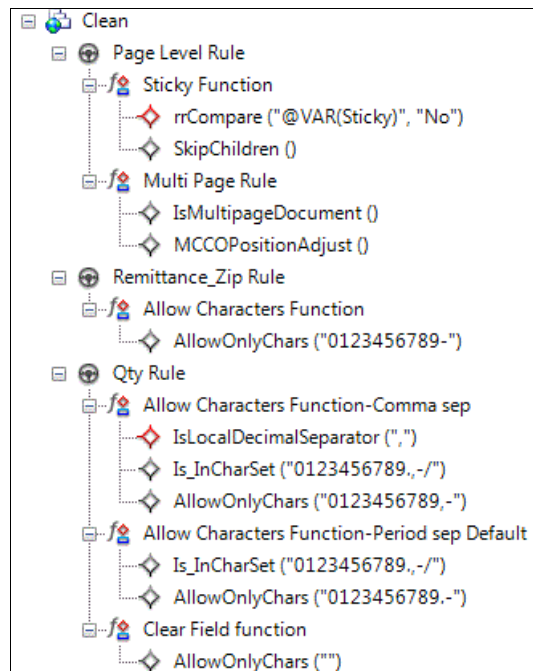 Clean
Page Level Rule
Sticky Function
rrCompare ("@VAR(Sticky)", "No")
SkipChildren ()
Multi Page Rule
IsMultipageDocument ()
MCCOPositionAdjust ()
Remittance_Zip Rule
Allow Characters Function
AllowOnlyChars ("0123456789-")
Qty Rule
Allow Characters Function-Comma sep
IsLocalDecimalSeparator (",")
Is_InCharSet ("0123456789.,-/")
AllowOnlyChars ("0123456789,-")
Allow Characters Function-Period sep Default
Is_InCharSet ("0123456789.,-/")
AllowOnlyChars ("0123456789.-")
Clear Field function
AllowOnlyChars ("")